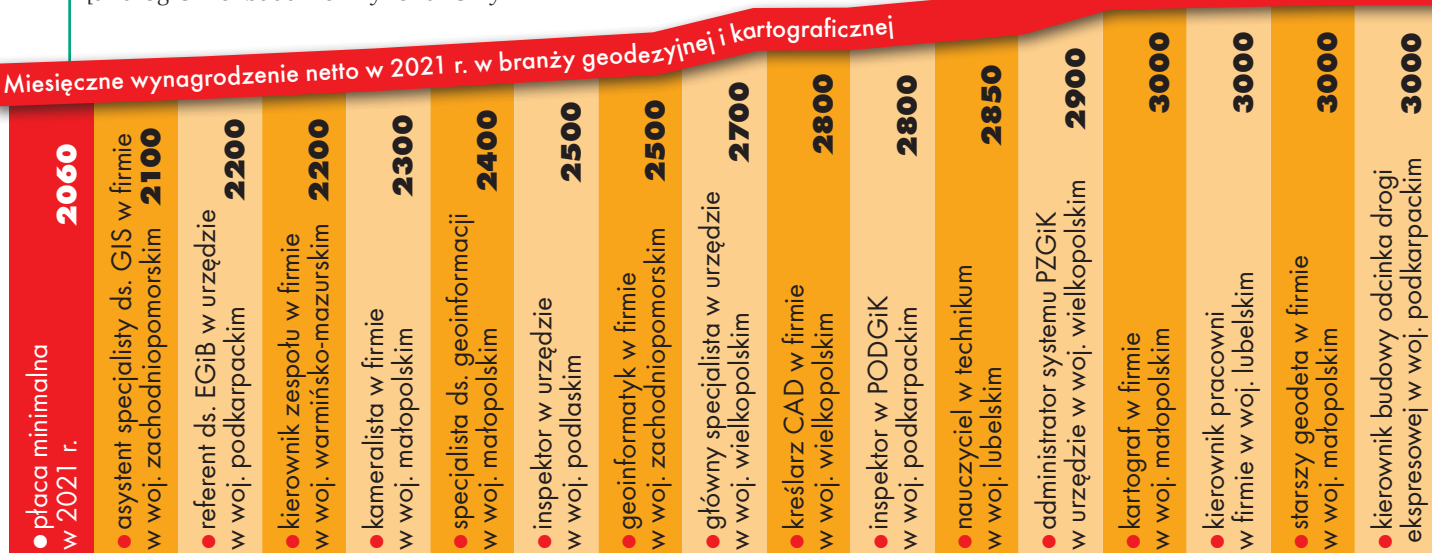 Miesięczne wynagrodzenie netto w 2021 r. w branży geodezyjnej i kartograficznej
• płaca minimalna
w 2021 r.
2060
• asystent specjalisty ds. GIS w firmie
w woj. zachodniopomorskim
2100
• referent ds. EGiB w urzędzie
w woj. podkarpackim
2200
• kierownik zespołu w firmie
w woj. warmińsko-mazurskim
2200
• kameralista w firmie
w woj. małopolskim
2300
• specjalista ds. geoinformacji
w woj. małopolskim
2400
• inspektor w urzędzie
w woj. podlaskim
2500
• geoinformatyk w firmie
w woj. zachodniopomorskim
2500
• główny specjalista w urzędzie
w woj. wielkopolskim
2700
• kreślarz CAD w firmie
w woj. wielkopolskim
2800
• inspektor w PODGiK
w woj. podkarpackim
2800
• nauczyciel w technikum
w woj. lubelskim
2850
• administrator systemu PZGiK
w urzędzie w woj. wielkopolskim
2900
• kartograf w firmie
w woj. małopolskim
3000
• kierownik pracowni
w firmie w woj. lubelskim
3000
• starszy geodeta w firmie
w woj. małopolskim
3000
• kierownik budowy odcinka drogi
ekspresowej w woj. podkarpackim
3000